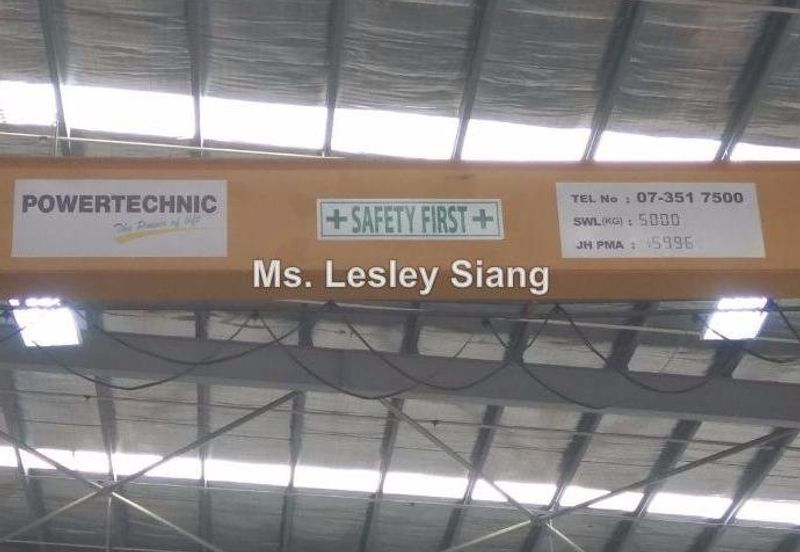 POWERTECHNIC
The Power of lift
+ SAFETY FIRST +
TEL No : 07-351 7500
SWL(KG) : 5000
JH PMA : 15996
Ms. Lesley Siang